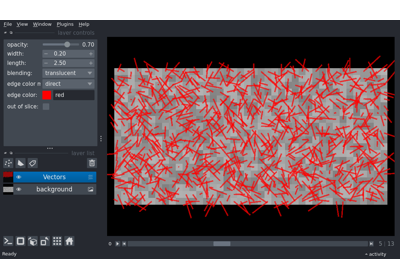 File View Window Plugins Help
layer controls
opacity: 0.70
width: 0.20
length: 2.50
blending: translucent
edge color m direct
edge color: red
out of slice:
layer list
Vectors
background
0
5 13
Ready
activity